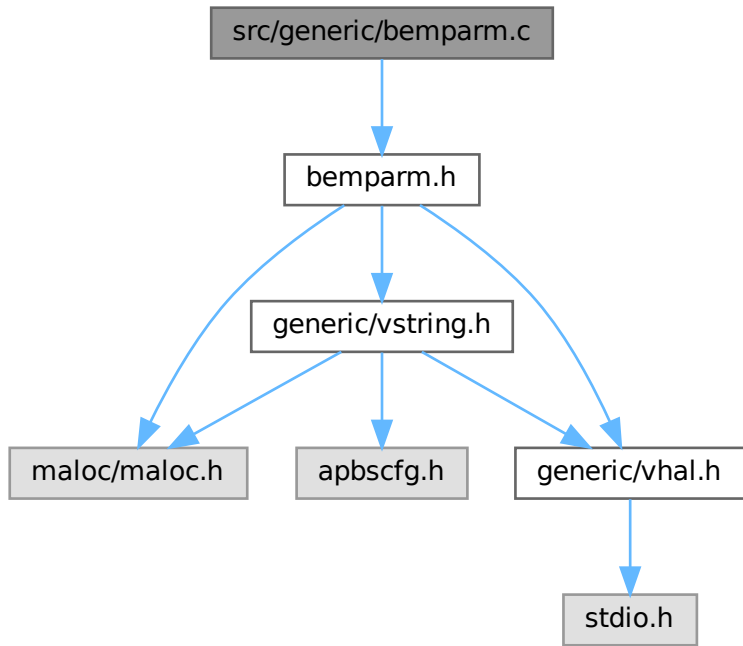 src/generic/bemparm.c
bemparm.h
generic/vstring.h
maloc/maloc.h
apbscfg.h
generic/vhal.h
stdio.h